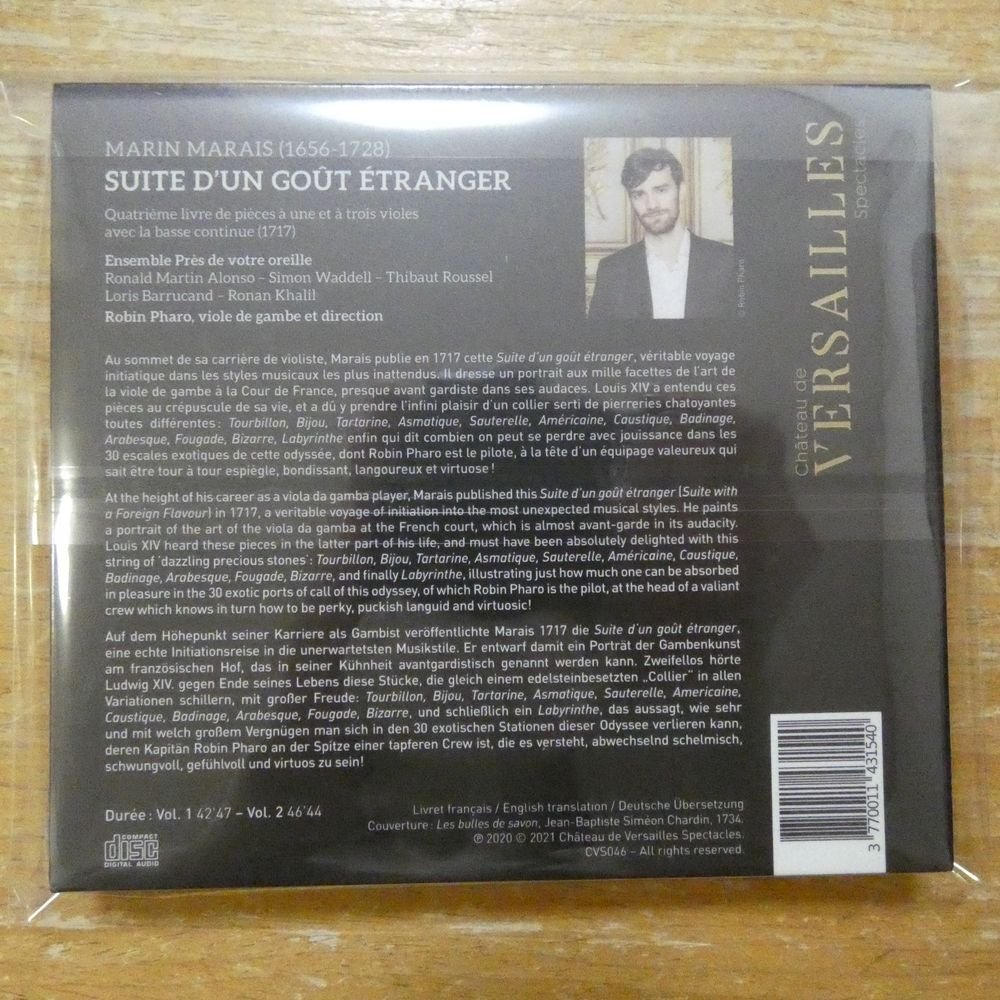 MARIN MARAIS (1656-1728)
SUITE D'UN GOÛT ÉTRANGER
Quatrième livre de pièces à une et à trois violes
avec la basse continue (1717)
Ensemble Près de votre oreille
Ronald Martin Alonso – Simon Waddell – Thibaut Roussel
Loris Barrucand – Ronan Khalil
Robin Pharo, viole de gambe et direction
© Robin Pharo
Château de
VERSAILLES
Spectacles
Au sommet de sa carrière de violiste, Marais publie en 1717 cette Suite d'un goût étranger, véritable voyage
initiatique dans les styles musicaux les plus inattendus. Il dresse un portrait aux mille facettes de l'art de
la viole de gambe à la Cour de France, presque avant gardiste dans ses audaces. Louis XIV a entendu ces
pièces au crépuscule de sa vie, et a dû y prendre l'infini plaisir d'un collier serti de pierreries chatoyantes
toutes différentes : Tourbillon, Bijou, Tartarine, Asmatique, Sauterelle, Américaine, Caustique, Badinage,
Arabesque, Fougade, Bizarre, Labyrinthe enfin qui dit combien on peut se perdre avec jouissance dans les
30 escales exotiques de cette odyssée, dont Robin Pharo est le pilote, à la tête d'un équipage valeureux qui
sait être tour à tour espiègle, bondissant, langoureux et virtuose !
At the height of his career as a viola da gamba player, Marais published this Suite d'un goût étranger (Suite with
a Foreign Flavour) in 1717, a veritable voyage of initiation into the most unexpected musical styles. He paints
a portrait of the art of the viola da gamba at the French court, which is almost avant-garde in its audacity.
Louis XIV heard these pieces in the latter part of his life, and must have been absolutely delighted with this
string of 'dazzling precious stones': Tourbillon, Bijou, Tartarine, Asmatique, Sauterelle, Américaine, Caustique,
Badinage, Arabesque, Fougade, Bizarre, and finally Labyrinthe, illustrating just how much one can be absorbed
in pleasure in the 30 exotic ports of call of this odyssey, of which Robin Pharo is the pilot, at the head of a valiant
crew which knows in turn how to be perky, puckish languid and virtuosic!
Auf dem Höhepunkt seiner Karriere als Gambist veröffentlichte Marais 1717 die Suite d'un goût étranger,
eine echte Initiationsreise in die unerwartetsten Musikstile. Er entwarf damit ein Porträt der Gambenkunst
am französischen Hof, das in seiner Kühnheit avantgardistisch genannt werden kann. Zweifellos hörte
Ludwig XIV. gegen Ende seines Lebens diese Stücke, die gleich einem edelsteinbesetzten „Collier" in allen
Variationen schillern, mit großer Freude: Tourbillon, Bijou, Tartarine, Asmatique, Sauterelle, Americaine,
Caustique, Badinage, Arabesque, Fougade, Bizarre, und schließlich ein Labyrinthe, das aussagt, wie sehr
und mit welch großem Vergnügen man sich in den 30 exotischen Stationen dieser Odyssee verlieren kann,
deren Kapitän Robin Pharo an der Spitze einer tapferen Crew ist, die es versteht, abwechselnd schelmisch,
schwungvoll, gefühlvoll und virtuos zu sein!
Durée : Vol. 1 42'47 – Vol. 2 46'44
COMPACT
disc
DIGITAL AUDIO
Livret français / English translation / Deutsche Übersetzung
Couverture : Les bulles de savon, Jean-Baptiste Siméon Chardin, 1734.
℗ 2020 © 2021 Château de Versailles Spectacles.
CVS046 – All rights reserved.
3 770011 431540